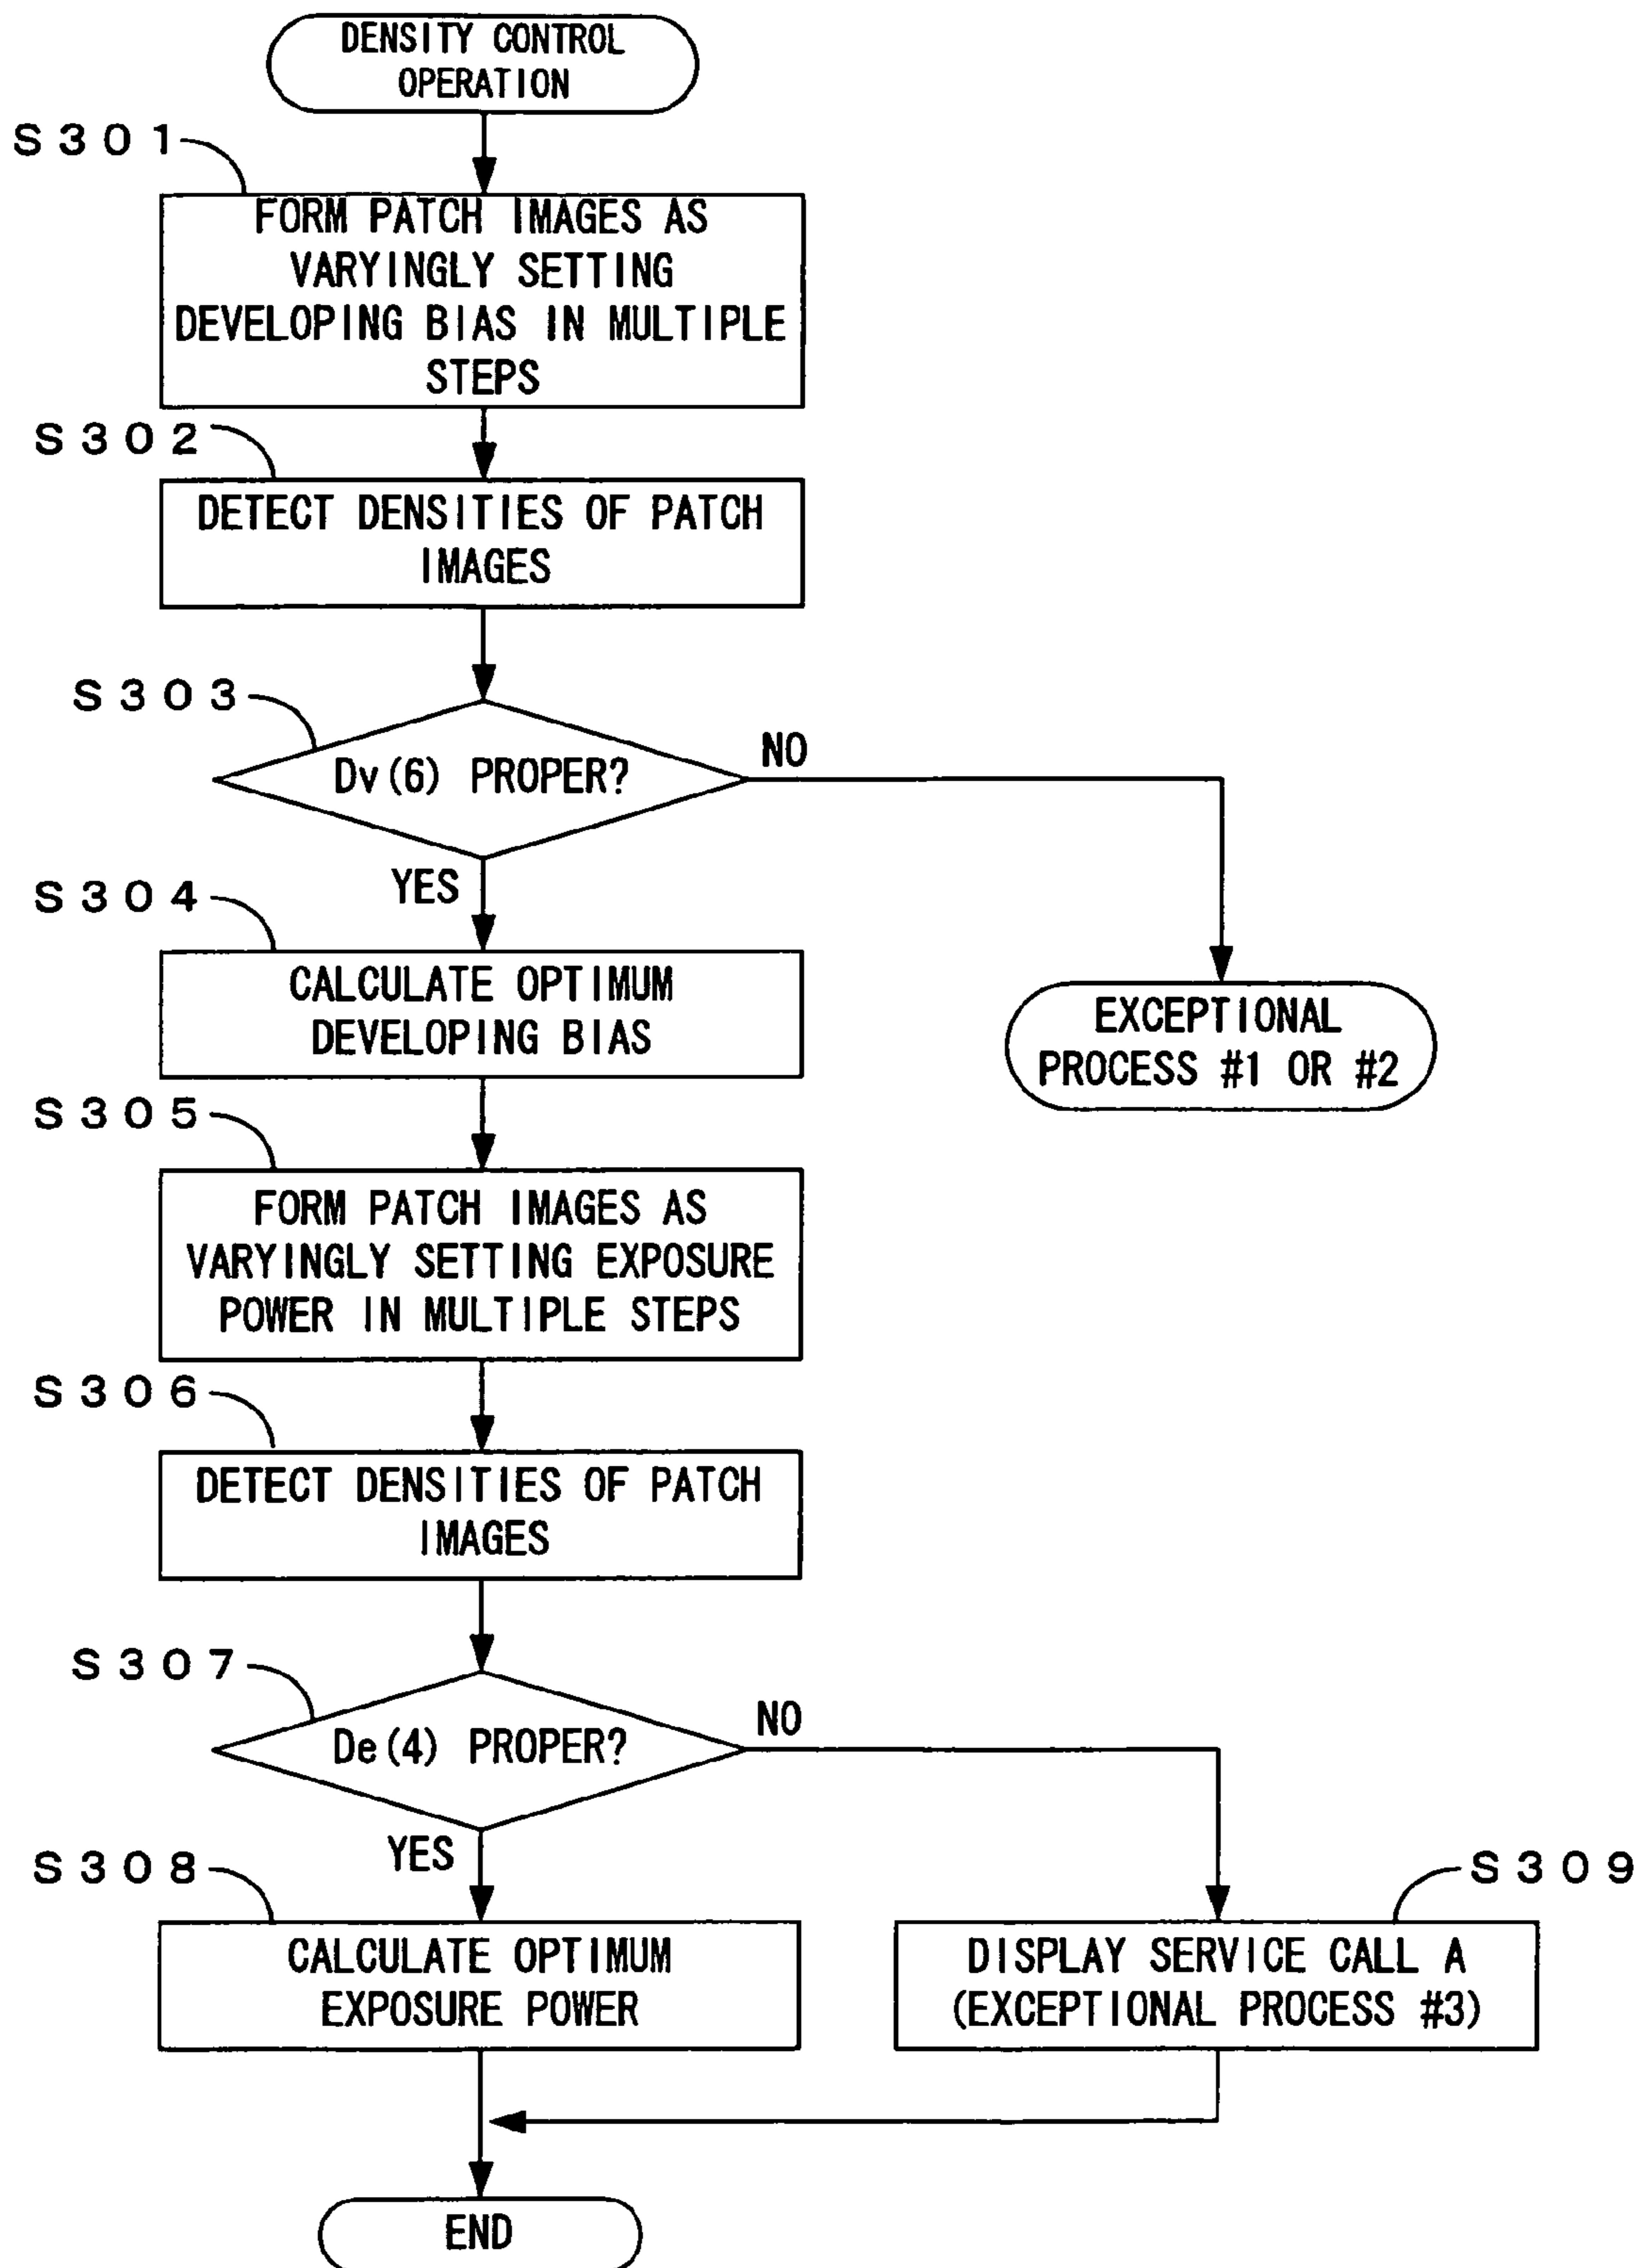 DENSITY CONTROL
OPERATION
S301
FORM PATCH IMAGES AS
VARYINGLY SETTING
DEVELOPING BIAS IN MULTIPLE
STEPS
S302
DETECT DENSITIES OF PATCH
IMAGES
S303
Dv(6) PROPER?
NO
YES
S304
CALCULATE OPTIMUM
DEVELOPING BIAS
EXCEPTIONAL
PROCESS #1 OR #2
S305
FORM PATCH IMAGES AS
VARYINGLY SETTING EXPOSURE
POWER IN MULTIPLE STEPS
S306
DETECT DENSITIES OF PATCH
IMAGES
S307
De(4) PROPER?
NO
YES
S308
CALCULATE OPTIMUM
EXPOSURE POWER
S309
DISPLAY SERVICE CALL A
(EXCEPTIONAL PROCESS #3)
END